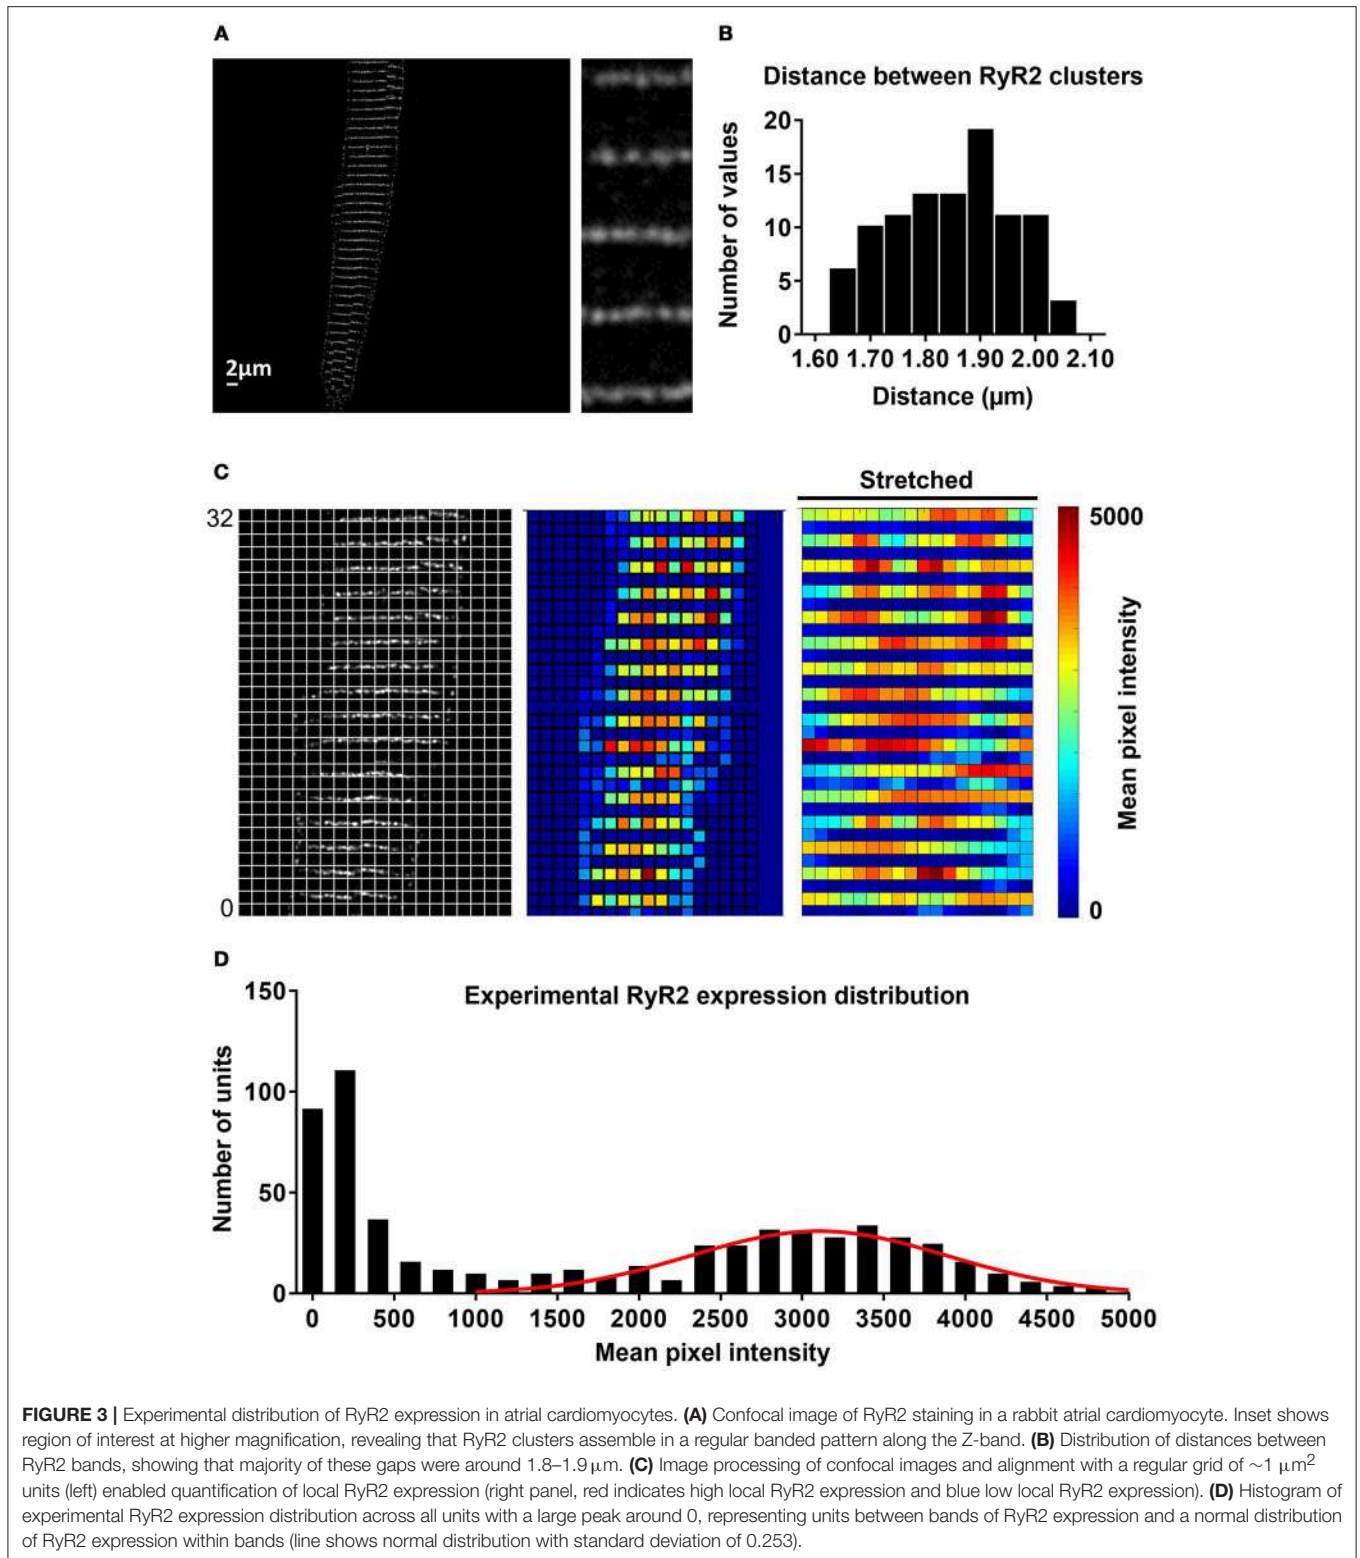 A
2µm
B
Distance between RyR2 clusters
20
15
10
5
0
Number of values
1.60 1.70 1.80 1.90 2.00 2.10
Distance (µm)
C
32
0
Stretched
5000
0
Mean pixel intensity
D
Experimental RyR2 expression distribution
150
100
50
0
Number of units
0 500 1000 1500 2000 2500 3000 3500 4000 4500 5000
Mean pixel intensity
FIGURE 3 | Experimental distribution of RyR2 expression in atrial cardiomyocytes. (A) Confocal image of RyR2 staining in a rabbit atrial cardiomyocyte. Inset shows
region of interest at higher magnification, revealing that RyR2 clusters assemble in a regular banded pattern along the Z-band. (B) Distribution of distances between
RyR2 bands, showing that majority of these gaps were around 1.8–1.9 µm. (C) Image processing of confocal images and alignment with a regular grid of ~1 µm²
units (left) enabled quantification of local RyR2 expression (right panel, red indicates high local RyR2 expression and blue low local RyR2 expression). (D) Histogram of
experimental RyR2 expression distribution across all units with a large peak around 0, representing units between bands of RyR2 expression and a normal distribution
of RyR2 expression within bands (line shows normal distribution with standard deviation of 0.253).